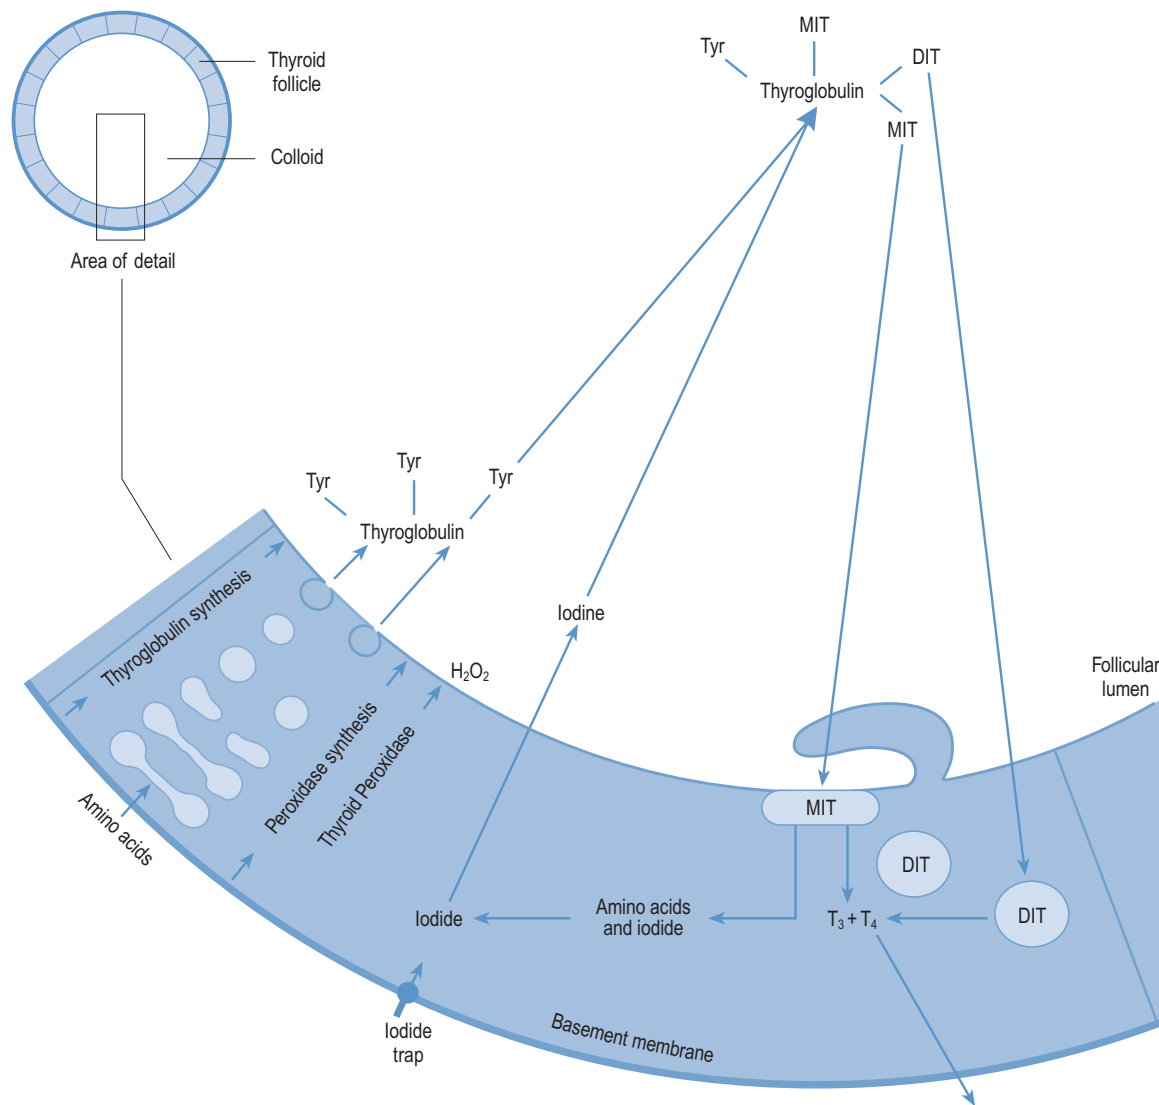 Thyroid
follicle
Colloid
Area of detail
MIT
Tyr
DIT
Thyroglobulin
MIT
Tyr
Tyr
Tyr
Thyroglobulin
Iodine
H₂O₂
Follicular
lumen
Thyroglobulin synthesis
Peroxidase synthesis
Thyroid Peroxidase
Amino acids
MIT
DIT
DIT
Iodide
Amino acids
and iodide
T₃ + T₄
Iodide
trap
Basement membrane